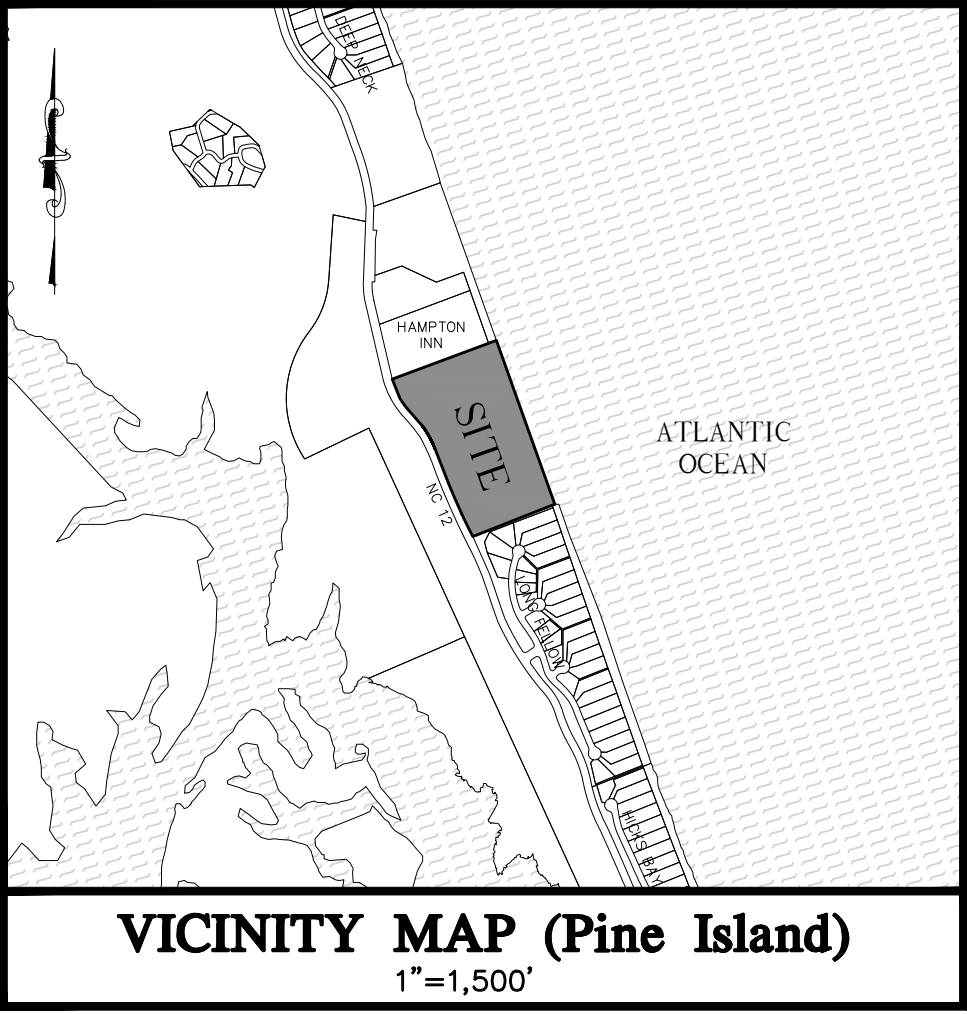 DEEP NECK
HAMPTON
INN
SITE
ATLANTIC
OCEAN
NC 12
LONG FELLOW
HICKS BAY
VICINITY MAP (Pine Island)
1"=1,500'